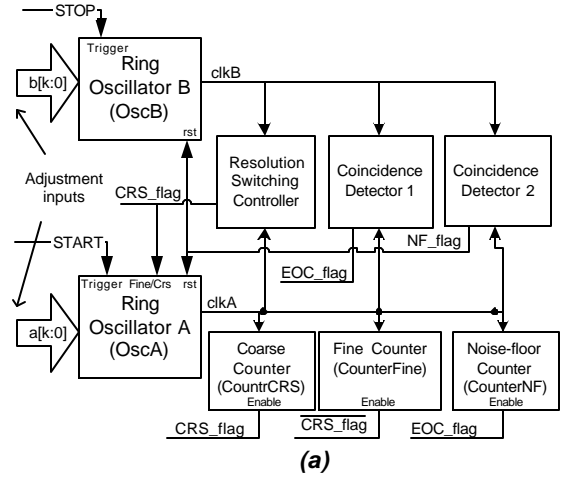 STOP
Trigger
Ring
Oscillator B
(OscB)
rst
b[k:0]
clkB
Adjustment
inputs
CRS_flag
Resolution
Switching
Controller
Coincidence
Detector 1
Coincidence
Detector 2
NF_flag
EOC_flag
START
Trigger Fine/Crs rst
Ring
Oscillator A
(OscA)
a[k:0]
clkA
Coarse
Counter
(CountrCRS)
Enable
Fine Counter
(CounterFine)
Enable
Noise-floor
Counter
(CounterNF)
Enable
CRS_flag
CRS_flag
EOC_flag
(a)